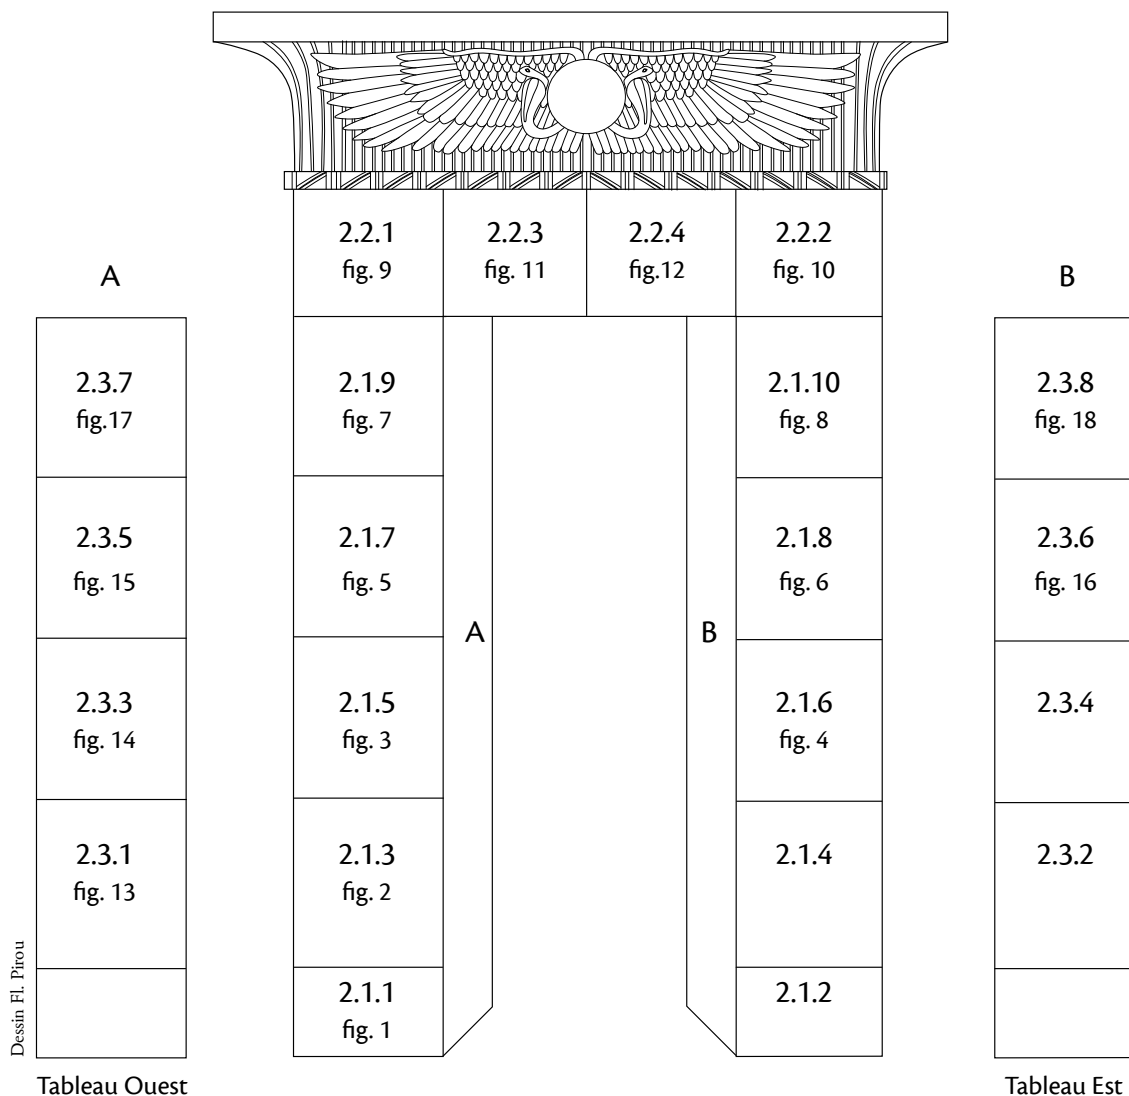 2.2.1
fig. 9
2.2.3
fig. 11
2.2.4
fig.12
2.2.2
fig. 10
A
B
2.3.7
fig.17
2.1.9
fig. 7
2.1.10
fig. 8
2.3.8
fig. 18
2.3.5
fig. 15
2.1.7
fig. 5
2.1.8
fig. 6
2.3.6
fig. 16
A
B
2.3.3
fig. 14
2.1.5
fig. 3
2.1.6
fig. 4
2.3.4
2.3.1
fig. 13
2.1.3
fig. 2
2.1.4
2.3.2
2.1.1
fig. 1
2.1.2
Dessin Fl. Pirou
Tableau Ouest
Tableau Est